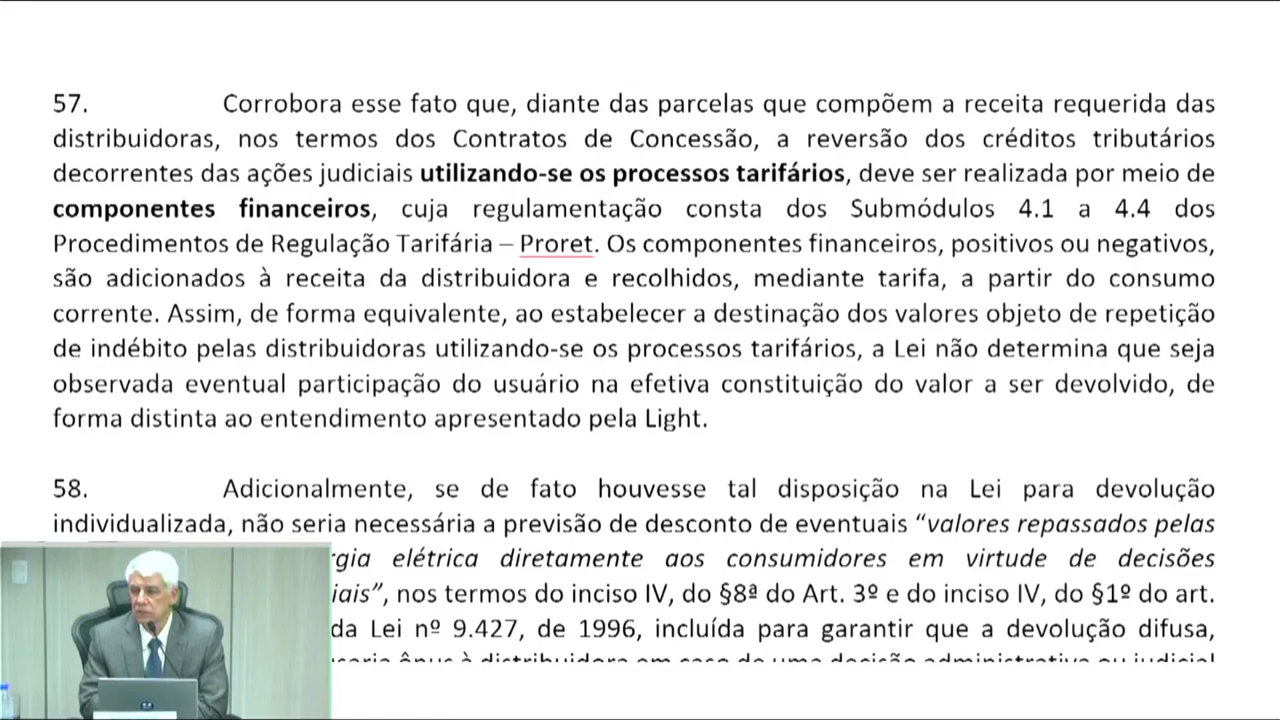 57. Corrobora esse fato que, diante das parcelas que compõem a receita requerida das
distribuidoras, nos termos dos Contratos de Concessão, a reversão dos créditos tributários
decorrentes das ações judiciais utilizando-se os processos tarifários, deve ser realizada por meio de
componentes financeiros, cuja regulamentação consta dos Submódulos 4.1 a 4.4 dos
Procedimentos de Regulação Tarifária – Proret. Os componentes financeiros, positivos ou negativos,
são adicionados à receita da distribuidora e recolhidos, mediante tarifa, a partir do consumo
corrente. Assim, de forma equivalente, ao estabelecer a destinação dos valores objeto de repetição
de indébito pelas distribuidoras utilizando-se os processos tarifários, a Lei não determina que seja
observada eventual participação do usuário na efetiva constituição do valor a ser devolvido, de
forma distinta ao entendimento apresentado pela Light.
58. Adicionalmente, se de fato houvesse tal disposição na Lei para devolução
individualizada, não seria necessária a previsão de desconto de eventuais “valores repassados pelas
rgia elétrica diretamente aos consumidores em virtude de decisões
iais”, nos termos do inciso IV, do §8ª do Art. 3º e do inciso IV, do §1º do art.
da Lei nº 9.427, de 1996, incluída para garantir que a devolução difusa,